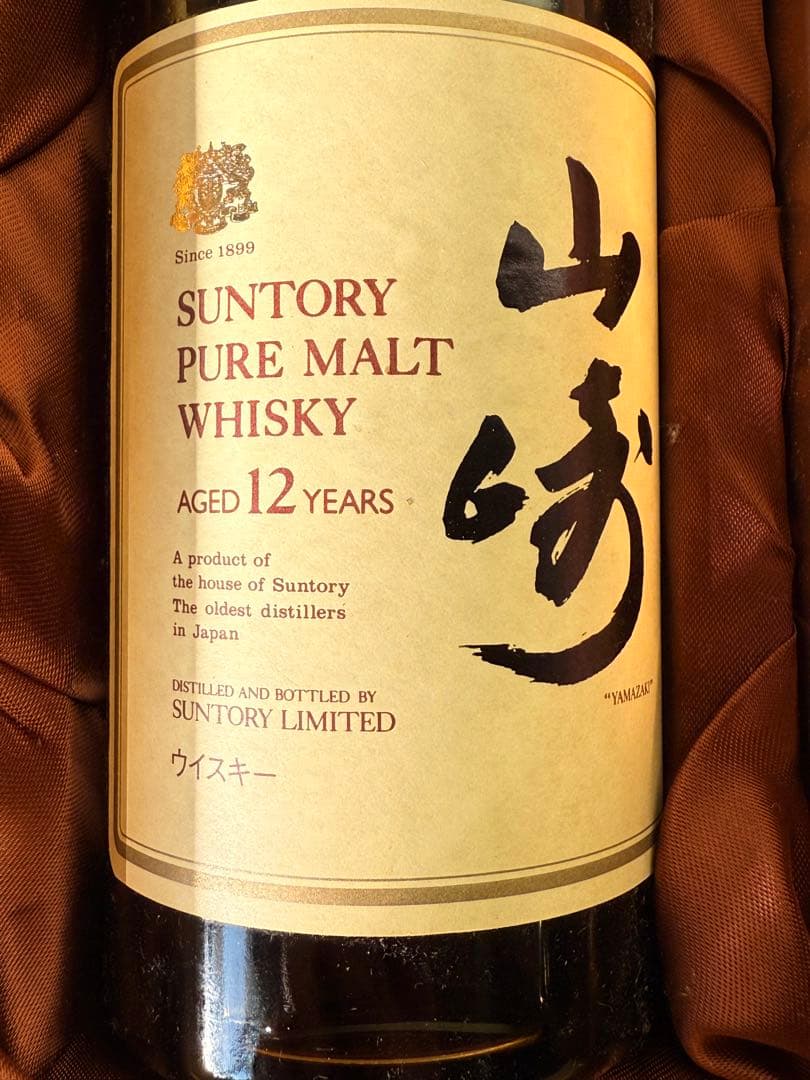 Since 1899
SUNTORY
PURE MALT
WHISKY
AGED 12 YEARS
A product of
the house of Suntory
The oldest distillers
in Japan
DISTILLED AND BOTTLED BY
SUNTORY LIMITED
ウイスキー
山崎
"YAMAZAKI"